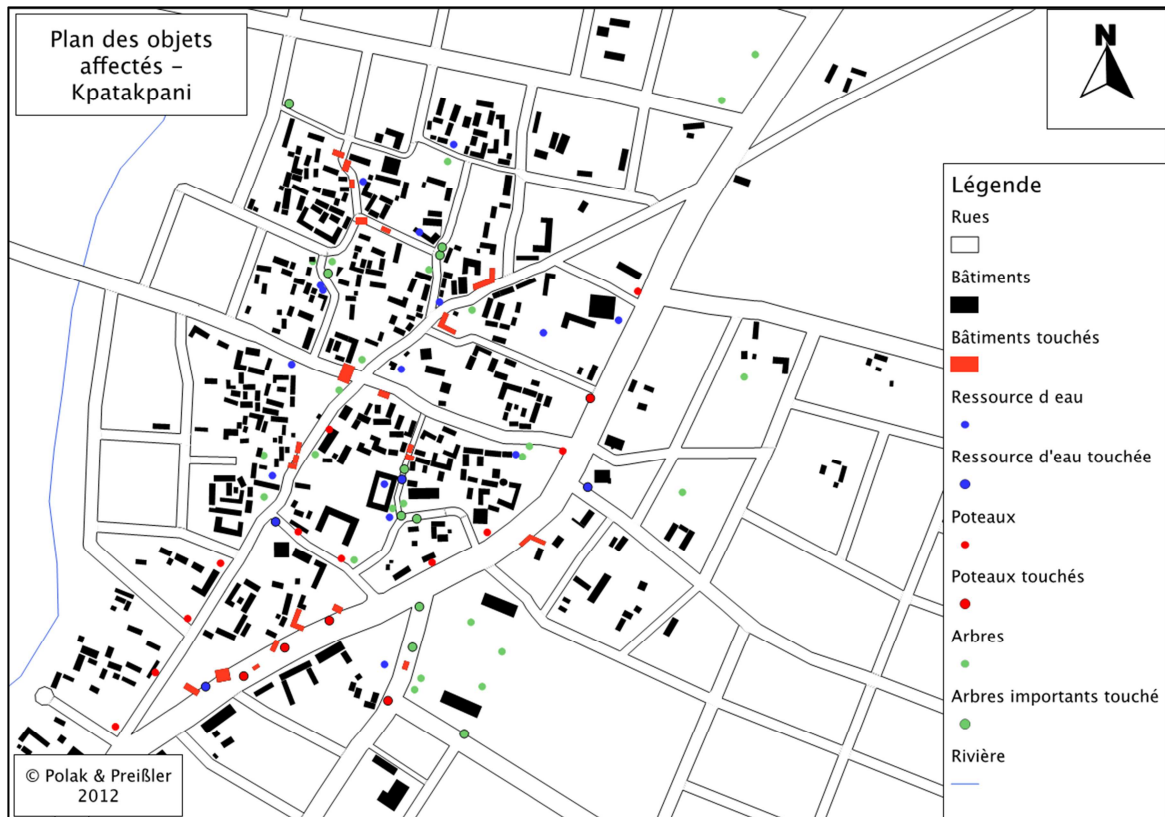 Plan des objets
affectés –
Kpatakpani
N
Légende
Rues
Bâtiments
Bâtiments touchés
Ressource d eau
Ressource d'eau touchée
Poteaux
Poteaux touchés
Arbres
Arbres importants touché
Rivière
© Polak & Preißler
2012